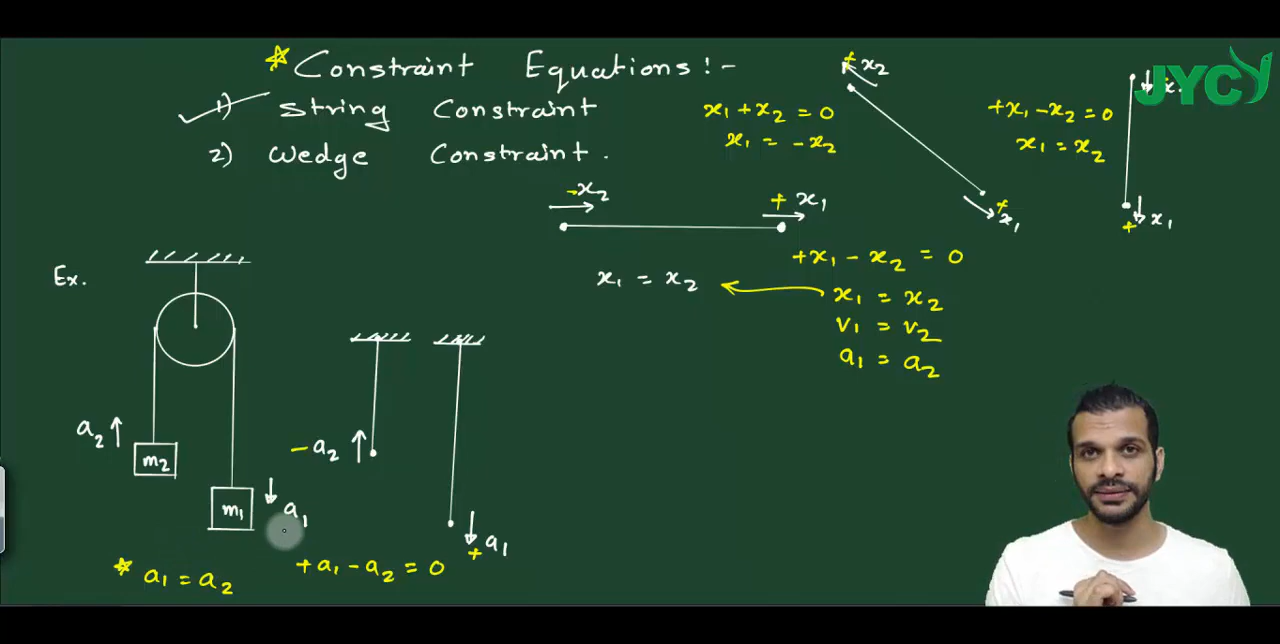 * Constraint Equations :-
1) String Constraint
2) Wedge Constraint.
x₂
+
x₁ + x₂ = 0
x₁ = - x₂
+
x₁
JYC
+x₁ - x₂ = 0
x₁ = x₂
+
x₁
-x₂
+ x₁
+x₁ - x₂ = 0
x₁ = x₂
x₁ = x₂
v₁ = v₂
a₁ = a₂
Ex.
a₂
m₂
m₁
a₁
- a₂
+
a₁
+a₁ - a₂ = 0
* a₁ = a₂